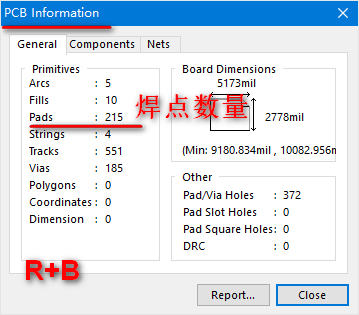 PCB Information
General Components Nets
Primitives
Arcs : 5
Fills : 10
Pads : 215
Strings : 4
Tracks : 551
Vias : 185
Polygons : 0
Coordinates : 0
Dimension : 0
焊点数量
R+B
Board Dimensions
5173mil
2778mil
(Min: 9180.834mil , 10082.956m
Other
Pad/Via Holes : 372
Pad Slot Holes : 0
Pad Square Holes : 0
DRC : 0
Report... Close